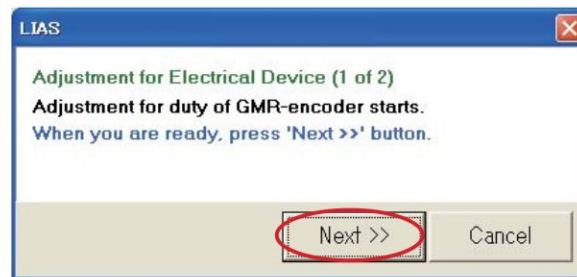 LIAS
Adjustment for Electrical Device (1 of 2)
Adjustment for duty of GMR-encoder starts.
When you are ready, press 'Next >>' button.
Next >>
Cancel